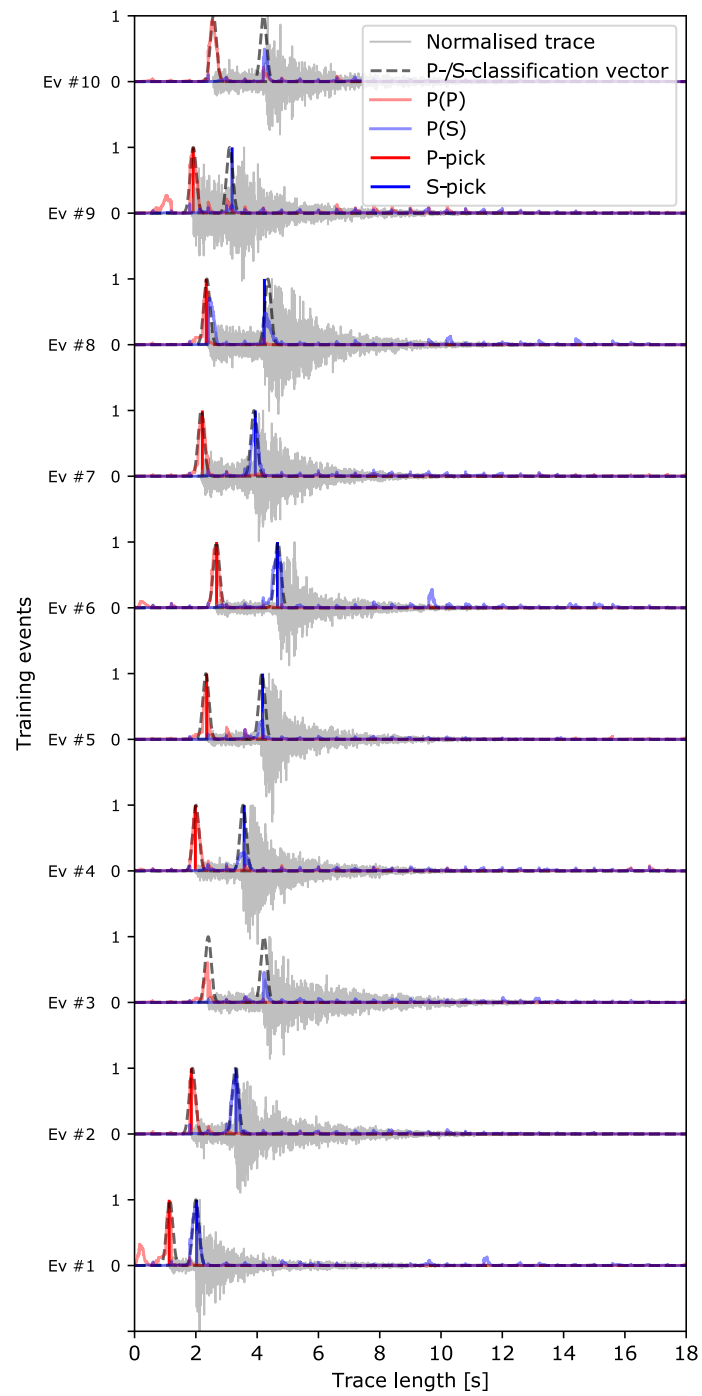 1
Ev #10 0
Normalised trace
P-/S-classification vector
P(P)
P(S)
P-pick
S-pick
1
Ev #9 0
1
Ev #8 0
1
Ev #7 0
1
Ev #6 0
1
Ev #5 0
1
Ev #4 0
1
Ev #3 0
1
Ev #2 0
1
Ev #1 0
Training events
0 2 4 6 8 10 12 14 16 18
Trace length [s]